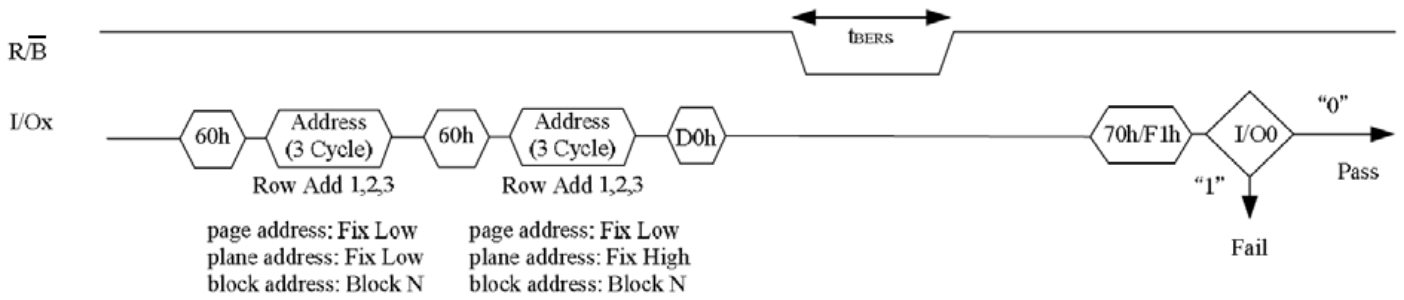 tBERS
R/B
I/Ox
60h
Address
(3 Cycle)
60h
Address
(3 Cycle)
D0h
70h/F1h
I/O0
“0”
Pass
“1”
Fail
Row Add 1,2,3
Row Add 1,2,3
page address: Fix Low
plane address: Fix Low
block address: Block N
page address: Fix Low
plane address: Fix High
block address: Block N